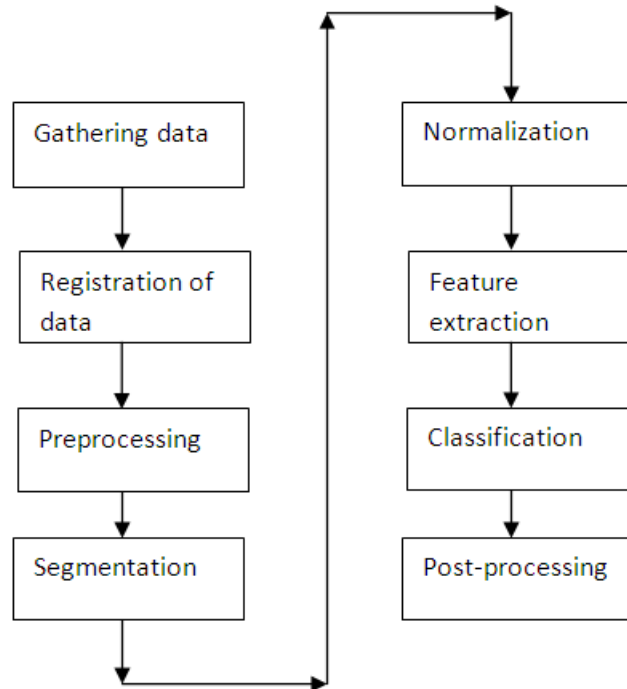 Gathering data
Registration of
data
Preprocessing
Segmentation
Normalization
Feature
extraction
Classification
Post-processing